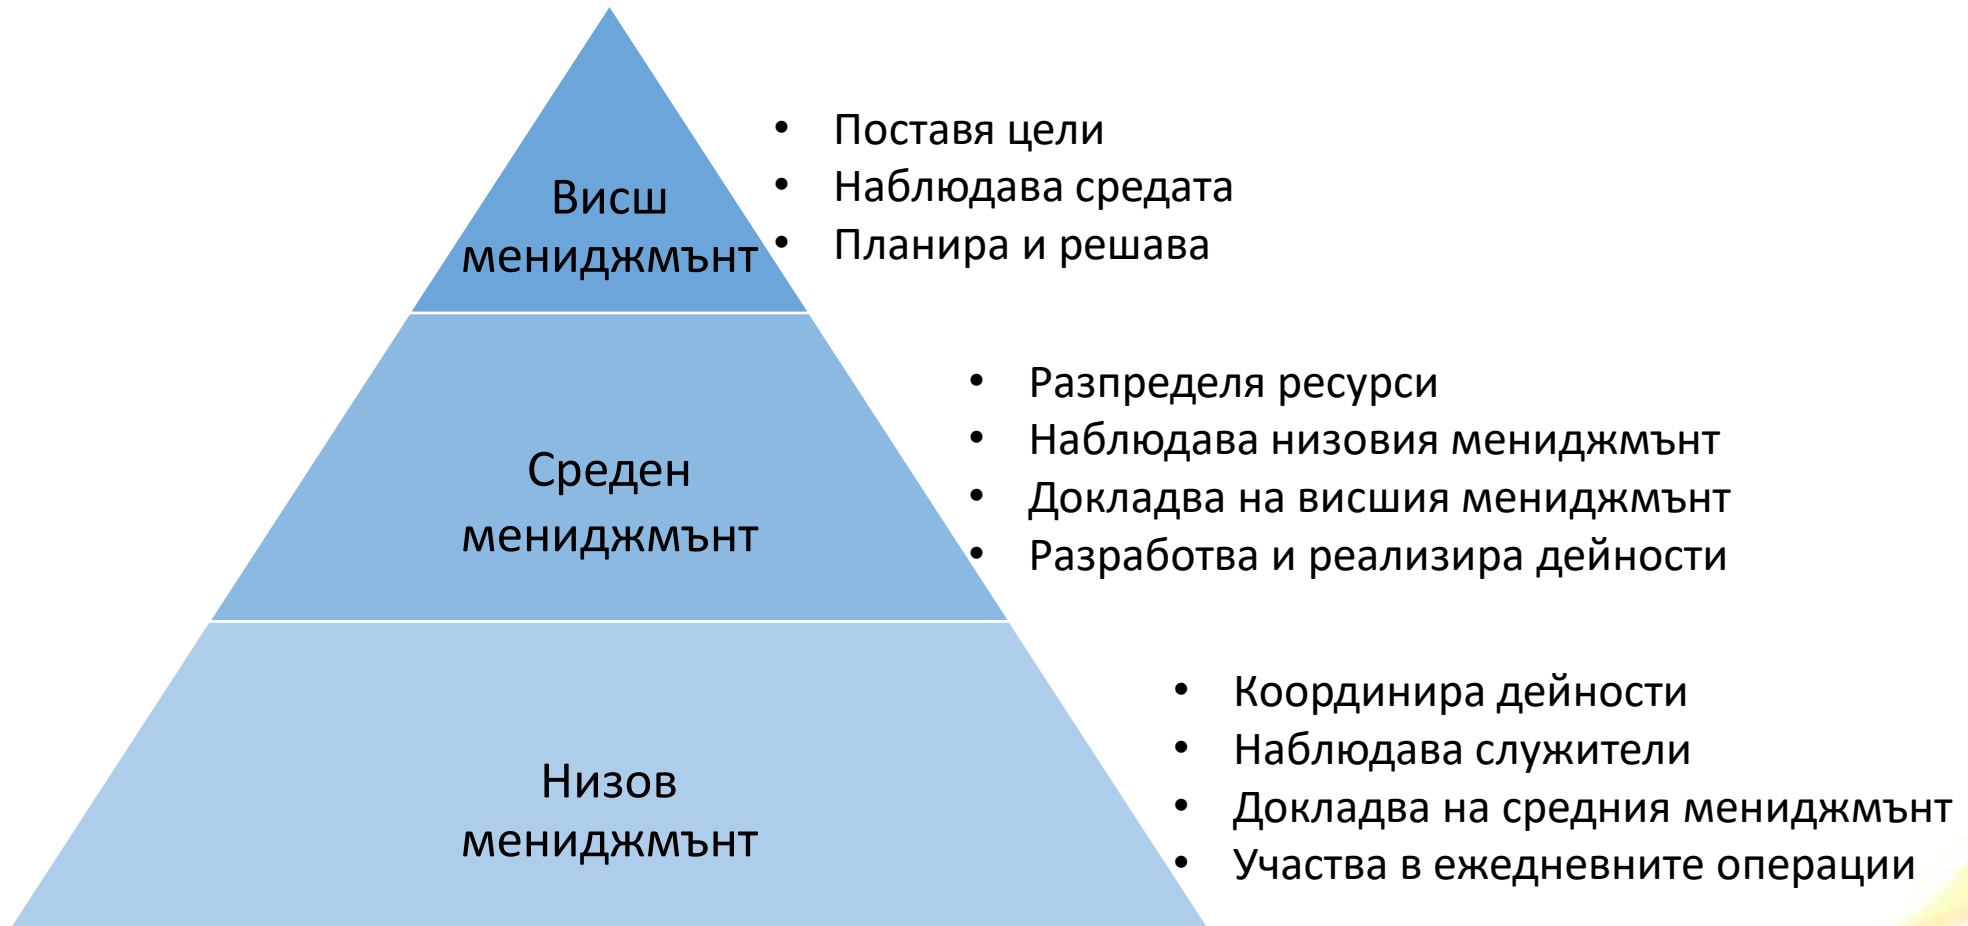 Висш
мениджмънт
• Поставя цели
• Наблюдава средата
• Планира и решава
Среден
мениджмънт
• Разпределя ресурси
• Наблюдава низовия мениджмънт
• Докладва на висшия мениджмънт
• Разработва и реализира дейности
Низов
мениджмънт
• Координира дейности
• Наблюдава служители
• Докладва на средния мениджмънт
• Участва в ежедневните операции